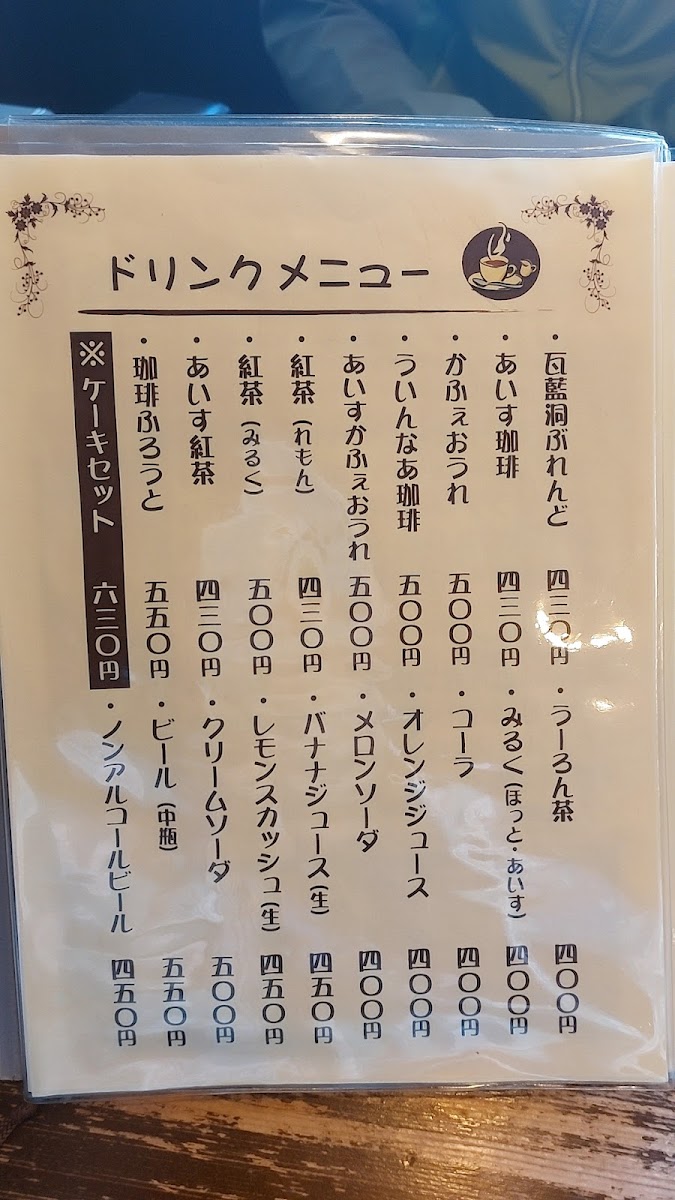 ドリンクメニュー
・瓦藍洞ぶれんど 四三〇円
・あいす珈琲 四三〇円
・かふぇおうれ 五〇〇円
・ういんなあ珈琲 五〇〇円
・あいすかふぇおうれ 五〇〇円
・紅茶(れもん) 四三〇円
・紅茶(みるく) 五〇〇円
・あいす紅茶 四三〇円
・珈琲ふろうと 五五〇円
※ケーキセット 六三〇円
・うーろん茶 四〇〇円
・みるく(ほっと・あいす) 四〇〇円
・コーラ 四〇〇円
・オレンジジュース 四〇〇円
・メロンソーダ 四〇〇円
・バナナジュース(生) 四五〇円
・レモンスカッシュ(生) 四五〇円
・クリームソーダ 五〇〇円
・ビール(中瓶) 五五〇円
・ノンアルコールビール 四五〇円